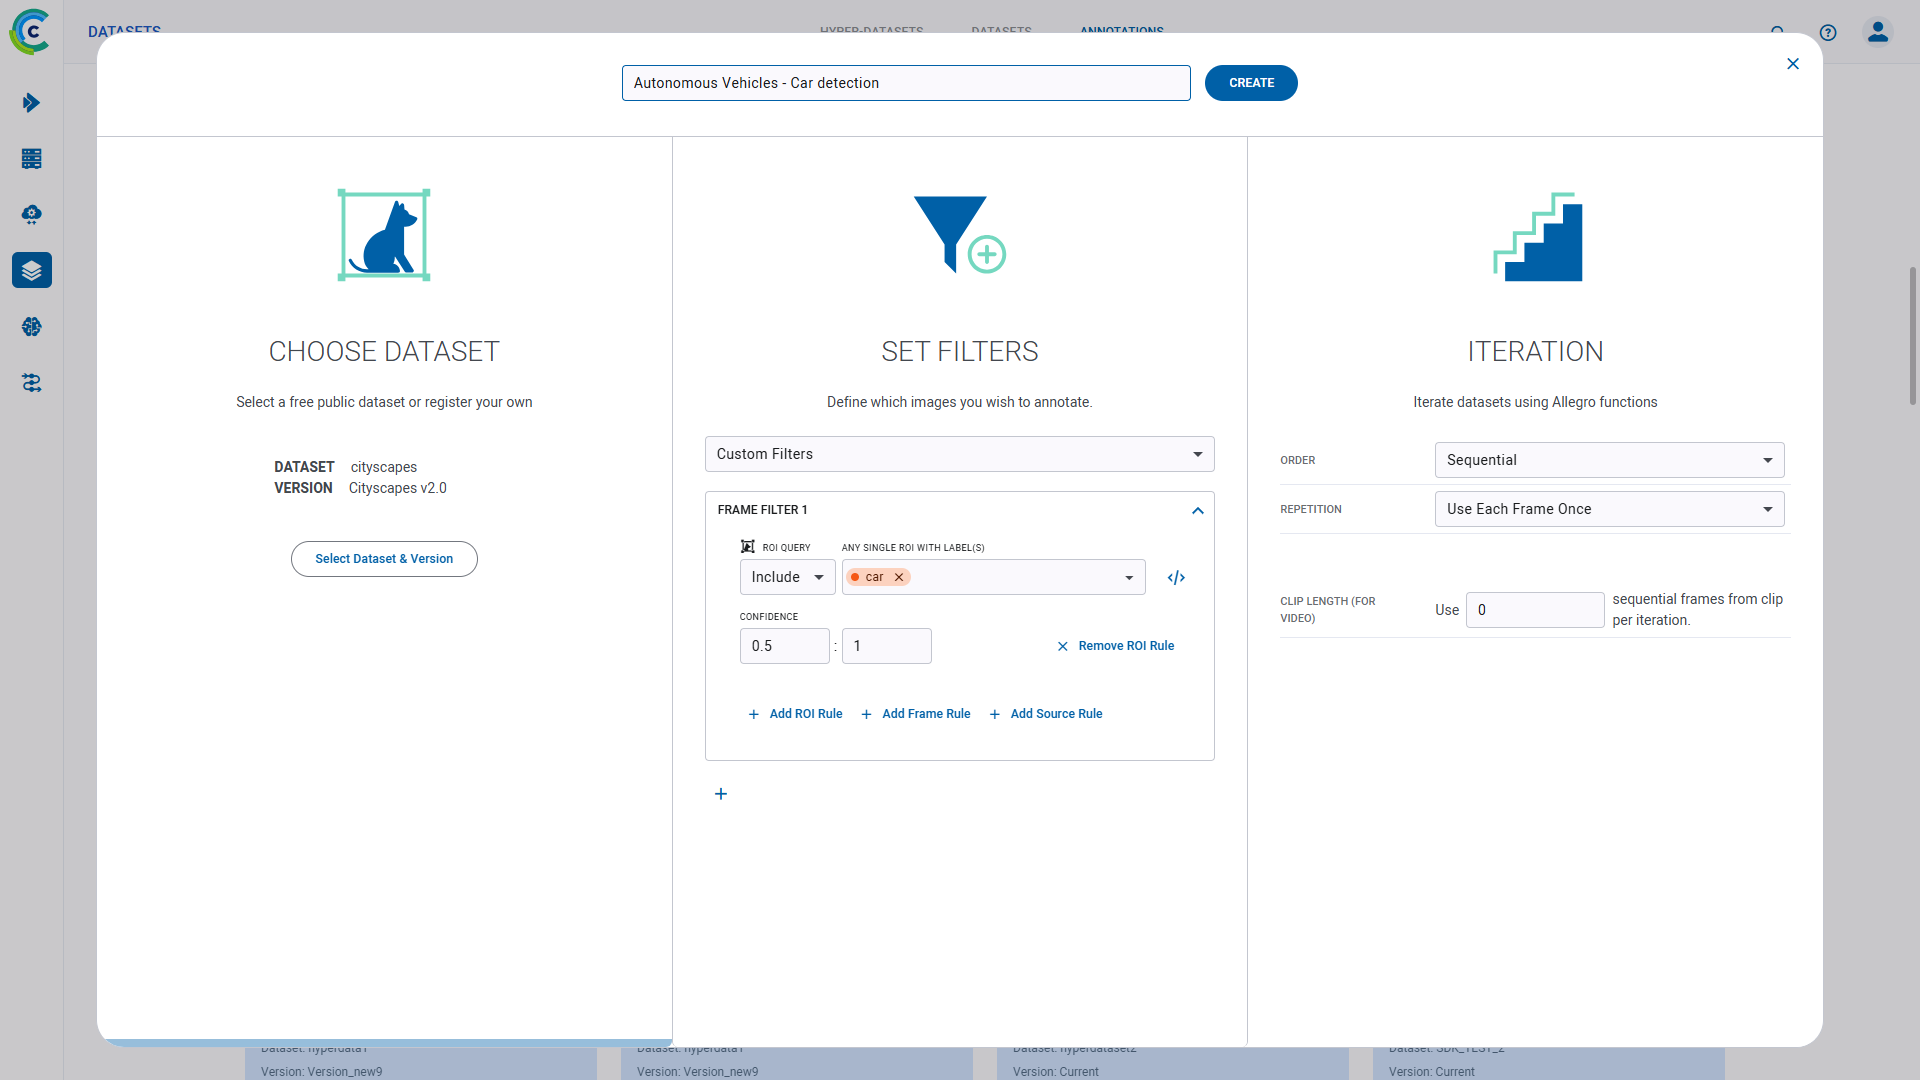 DATASETS
HYPER-DATASETS DATASETS ANNOTATIONS
Autonomous Vehicles - Car detection
CREATE
CHOOSE DATASET
Select a free public dataset or register your own
DATASET cityscapes
VERSION Cityscapes v2.0
Select Dataset & Version
SET FILTERS
Define which images you wish to annotate.
Custom Filters
FRAME FILTER 1
ROI QUERY ANY SINGLE ROI WITH LABEL(S)
Include car
CONFIDENCE
0.5 : 1 Remove ROI Rule
Add ROI Rule Add Frame Rule Add Source Rule
ITERATION
Iterate datasets using Allegro functions
ORDER Sequential
REPETITION Use Each Frame Once
CLIP LENGTH (FOR
VIDEO)
Use 0 sequential frames from clip
per iteration.
Dataset: hyperdata1 Dataset: hyperdata1 Dataset: hyperdataset2 Dataset: SDK_TEST_2
Version: Version_new9 Version: Version_new9 Version: Current Version: Current